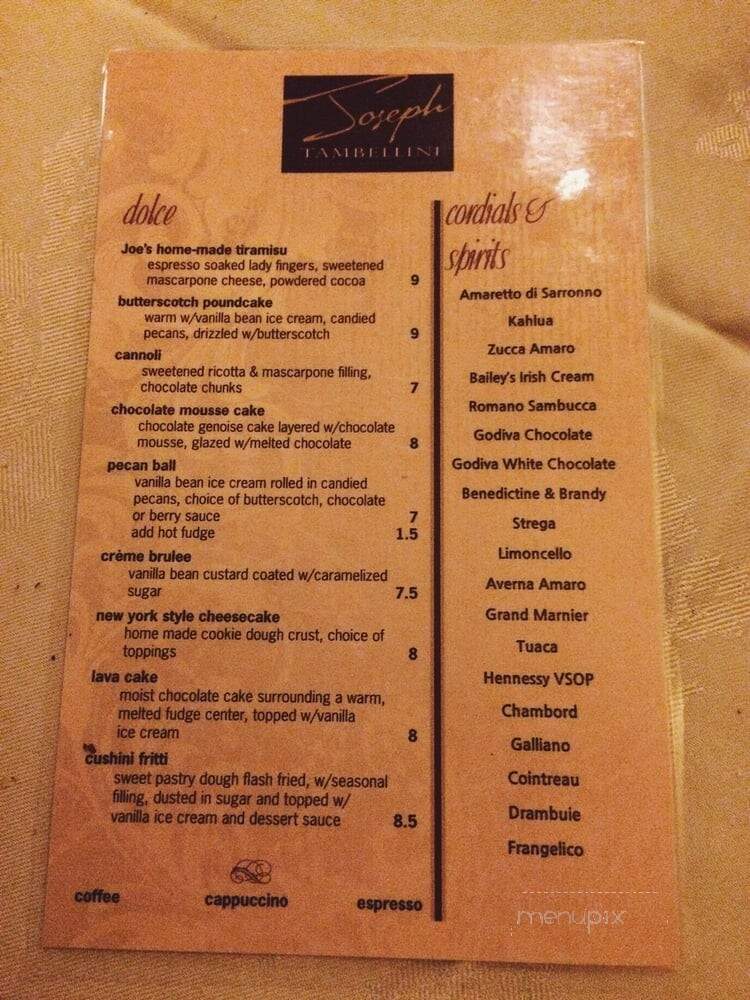 Joseph
TAMBELLINI
dolce
Joe's home-made tiramisu
espresso soaked lady fingers, sweetened
mascarpone cheese, powdered cocoa 9
butterscotch poundcake
warm w/vanilla bean ice cream, candied
pecans, drizzled w/butterscotch 9
cannoli
sweetened ricotta & mascarpone filling,
chocolate chunks 7
chocolate mousse cake
chocolate genoise cake layered w/chocolate
mousse, glazed w/melted chocolate 8
pecan ball
vanilla bean ice cream rolled in candied
pecans, choice of butterscotch, chocolate
or berry sauce 7
add hot fudge 1.5
crème brulee
vanilla bean custard coated w/caramelized
sugar 7.5
new york style cheesecake
home made cookie dough crust, choice of
toppings 8
lava cake
moist chocolate cake surrounding a warm,
melted fudge center, topped w/vanilla
ice cream 8
cushini fritti
sweet pastry dough flash fried, w/seasonal
filling, dusted in sugar and topped w/
vanilla ice cream and dessert sauce 8.5
coffee cappuccino espresso
cordials &
spirits
Amaretto di Sarronno
Kahlua
Zucca Amaro
Bailey's Irish Cream
Romano Sambucca
Godiva Chocolate
Godiva White Chocolate
Benedictine & Brandy
Strega
Limoncello
Averna Amaro
Grand Marnier
Tuaca
Hennessy VSOP
Chambord
Galliano
Cointreau
Drambuie
Frangelico
menupix